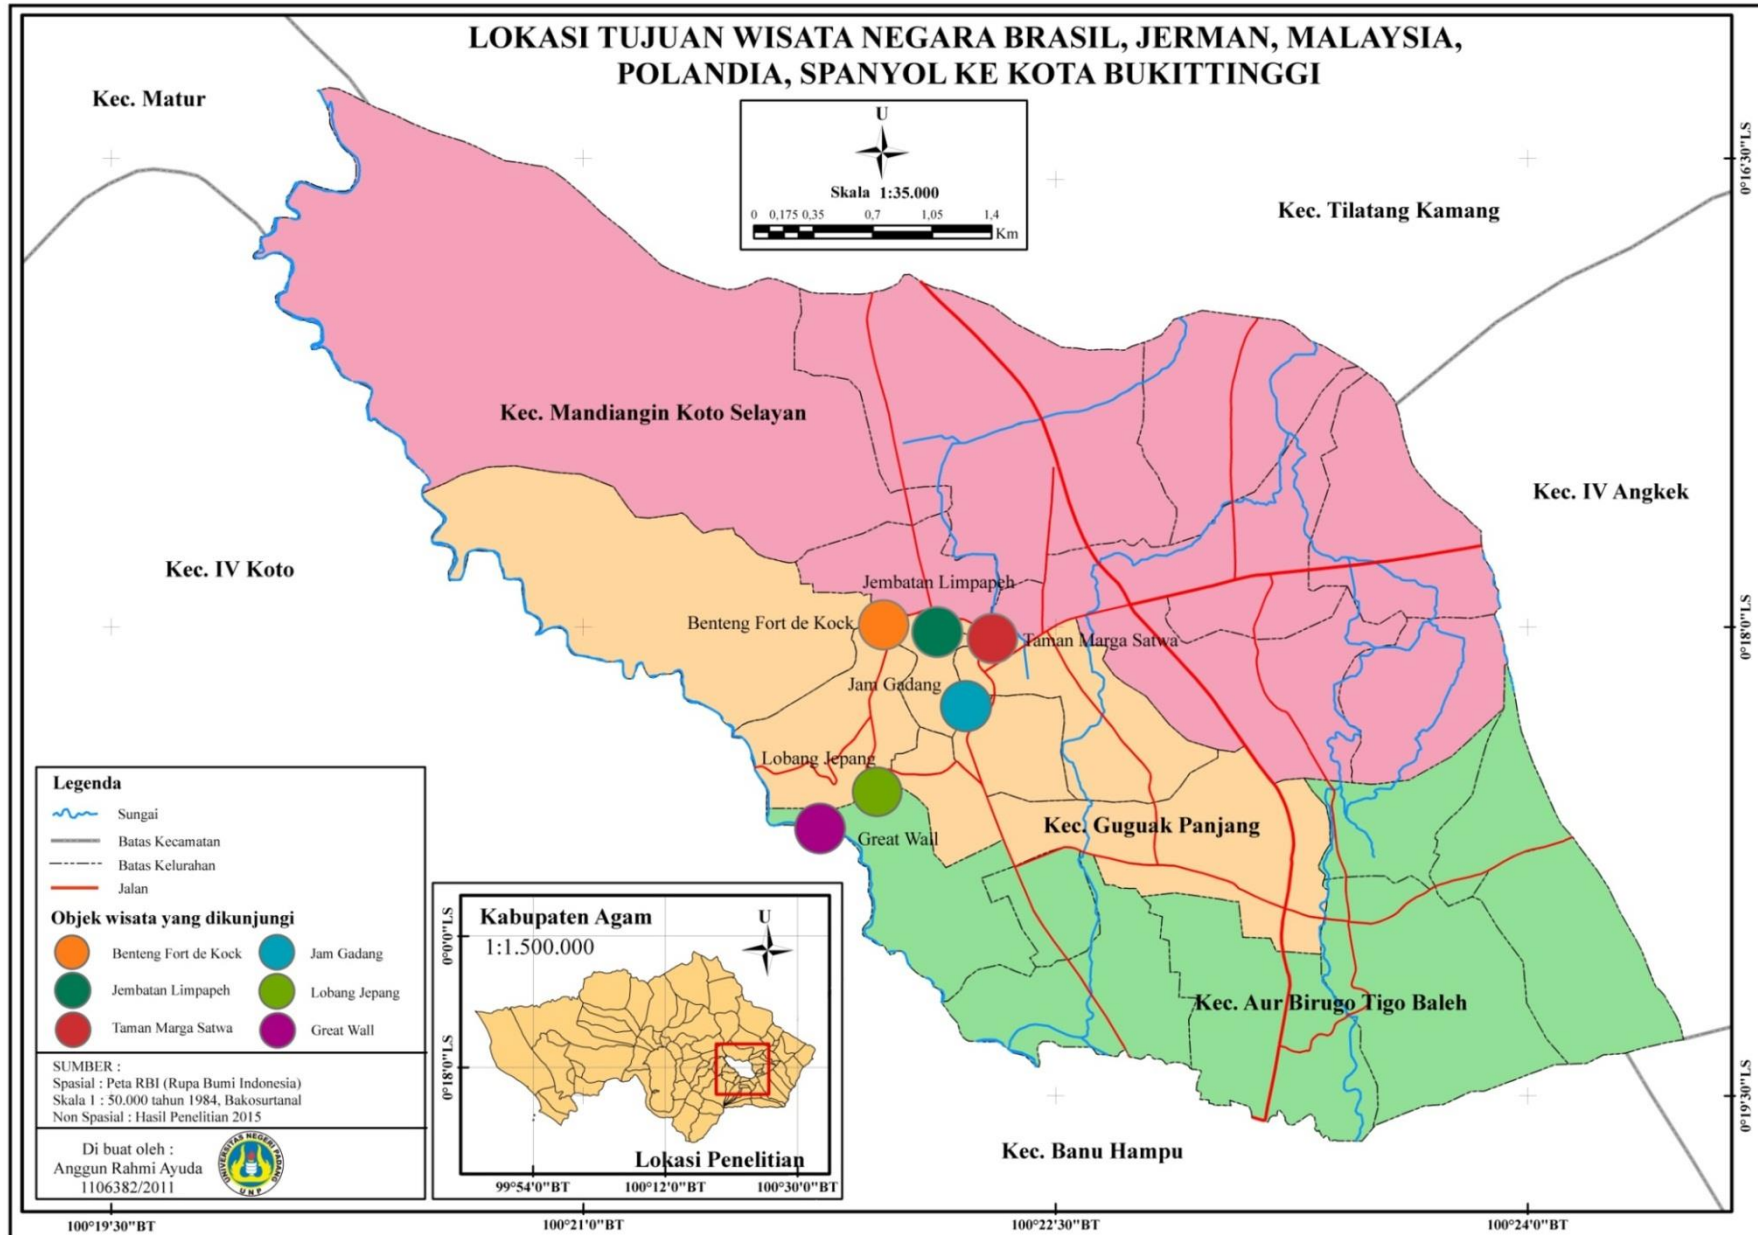 LOKASI TUJUAN WISATA NEGARA BRASIL, JERMAN, MALAYSIA,
POLANDIA, SPANYOL KE KOTA BUKITTINGGI
U
Skala 1:35.000
0 0,175 0,35 0,7 1,05 1,4
Km
Kec. Matur
Kec. Tilatang Kamang
Kec. Mandiangin Koto Selayan
Kec. IV Angkek
Kec. IV Koto
Jembatan Limpapeh
Benteng Fort de Kock
Taman Marga Satwa
Jam Gadang
Lobang Jepang
Great Wail
Kec. Guguak Panjang
Kec. Aur Birugo Tigo Baleh
Kec. Banu Hampu
0°16'30"LS
0°18'0"LS
0°19'30"LS
100°19'30"BT
100°21'0"BT
100°22'30"BT
100°24'0"BT
Legenda
Sungai
Batas Kecamatan
Batas Kelurahan
Jalan
Objek wisata yang dikunjungi
Benteng Fort de Kock
Jam Gadang
Jembatan Limpapeh
Lobang Jepang
Taman Marga Satwa
Great Wall
SUMBER :
Spasial : Peta RBI (Rupa Bumi Indonesia)
Skala 1 : 50.000 tahun 1984, Bakosurtanal
Non Spasial : Hasil Penelitian 2015
Di buat oleh :
Anggun Rahmi Ayuda
1106382/2011
UNIVERSITAS NEGERI PADANG
UNP
Kabupaten Agam
1:1.500.000
U
0°0'0"LS
0°18'0"LS
Lokasi Penelitian
99°54'0"BT
100°12'0"BT
100°30'0"BT